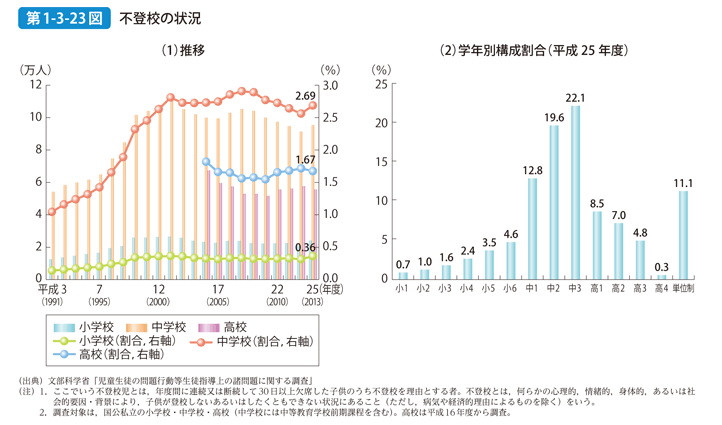 第1-3-23図 不登校の状況
(1)推移
(2)学年別構成割合(平成25年度)
(万人)
(%)
12
10
8
6
4
2
0
3.0
2.5
2.0
1.5
1.0
0.5
0.0
2.69
1.67
0.36
平成3 7 12 17 22 25(年度)
(1991) (1995) (2000) (2005) (2010) (2013)
小学校 中学校 高校
小学校(割合,右軸) 中学校(割合,右軸)
高校(割合,右軸)
(%)
25
20
15
10
5
0
0.7 1.0 1.6 2.4 3.5 4.6 12.8 19.6 22.1 8.5 7.0 4.8 0.3 11.1
小1 小2 小3 小4 小5 小6 中1 中2 中3 高1 高2 高3 高4 単位制
(出典)文部科学省「児童生徒の問題行動等生徒指導上の諸問題に関する調査」
(注)1.ここでいう不登校児とは,年度間に連続又は断続して30日以上欠席した子供のうち不登校を理由とする者。不登校とは,何らかの心理的,情緒的,身体的,あるいは社
会的要因・背景により,子供が登校しないあるいはしたくともできない状況にあること(ただし,病気や経済的理由によるものを除く)をいう。
2.調査対象は,国公私立の小学校・中学校・高校(中学校には中等教育学校前期課程を含む)。高校は平成16年度から調査。